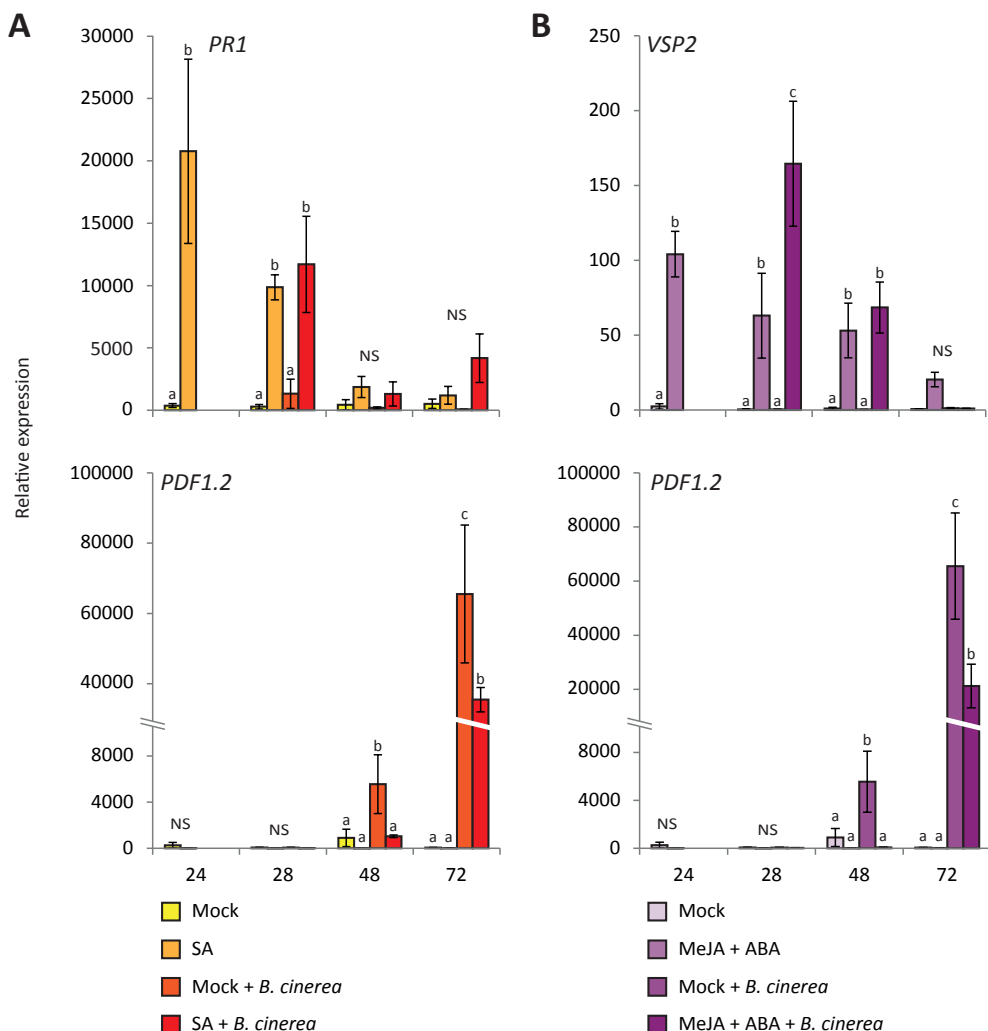 A
PR1
30000
b
25000
20000
15000
b
b
10000
5000
NS
NS
a
a
a
0
B
VSP2
250
200
c
150
b
100
b
b
b
50
NS
a
a
a
a
a
0
Relative expression
PDF1.2
100000
c
80000
60000
b
40000
8000
b
4000
NS
NS
a
a
a
a
a
0
24
28
48
72
PDF1.2
100000
c
80000
60000
40000
b
20000
8000
b
4000
NS
NS
a
a
a
a
a
0
24
28
48
72
Mock
SA
Mock + B. cinerea
SA + B. cinerea
Mock
MeJA + ABA
Mock + B. cinerea
MeJA + ABA + B. cinerea